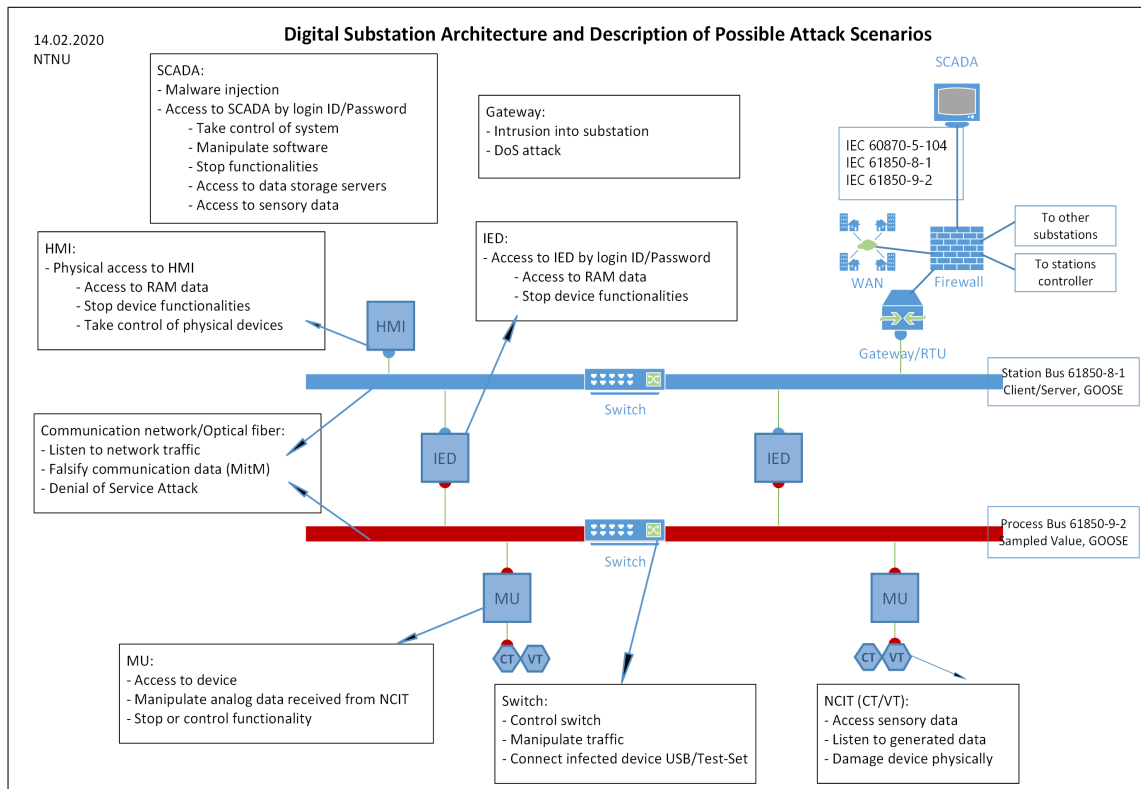 14.02.2020
NTNU
Digital Substation Architecture and Description of Possible Attack Scenarios
SCADA:
- Malware injection
- Access to SCADA by login ID/Password
- Take control of system
- Manipulate software
- Stop functionalities
- Access to data storage servers
- Access to sensory data
Gateway:
- Intrusion into substation
- DoS attack
SCADA
IEC 60870-5-104
IEC 61850-8-1
IEC 61850-9-2
To other
substations
To stations
controller
WAN
Firewall
Gateway/RTU
HMI:
- Physical access to HMI
- Access to RAM data
- Stop device functionalities
- Take control of physical devices
HMI
IED:
- Access to IED by login ID/Password
- Access to RAM data
- Stop device functionalities
Switch
Station Bus 61850-8-1
Client/Server, GOOSE
Communication network/Optical fiber:
- Listen to network traffic
- Falsify communication data (MitM)
- Denial of Service Attack
IED
IED
Switch
Process Bus 61850-9-2
Sampled Value, GOOSE
MU
MU
CT
VT
CT
VT
MU:
- Access to device
- Manipulate analog data received from NCIT
- Stop or control functionality
Switch:
- Control switch
- Manipulate traffic
- Connect infected device USB/Test-Set
NCIT (CT/VT):
- Access sensory data
- Listen to generated data
- Damage device physically